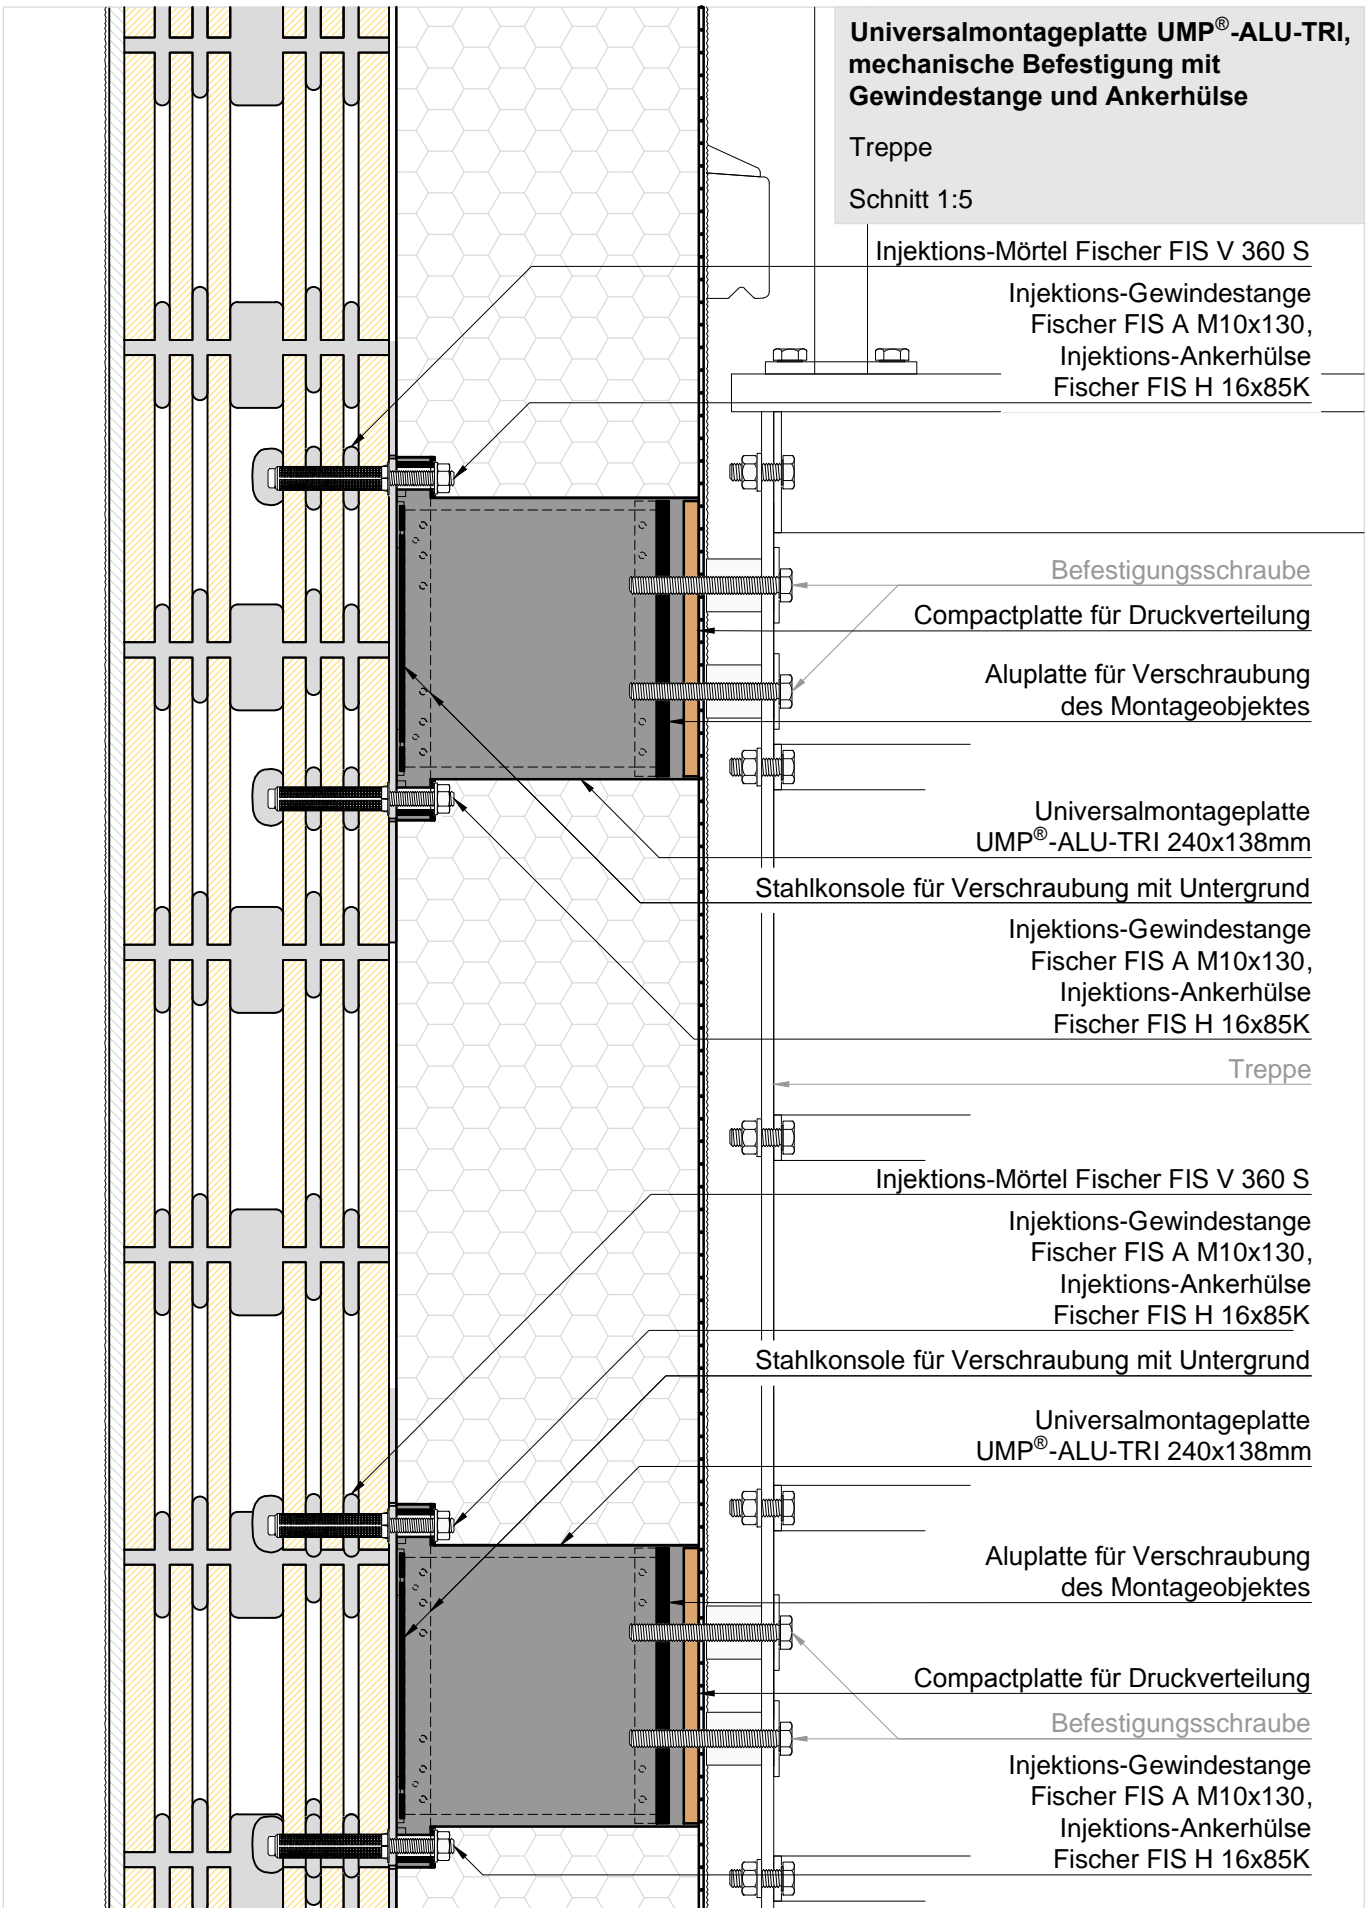 Universalmontageplatte UMP®-ALU-TRI,
mechanische Befestigung mit
Gewindestange und Ankerhülse
Treppe
Schnitt 1:5
Injektions-Mörtel Fischer FIS V 360 S
Injektions-Gewindestange
Fischer FIS A M10x130,
Injektions-Ankerhülse
Fischer FIS H 16x85K
Befestigungsschraube
Compactplatte für Druckverteilung
Aluplatte für Verschraubung
des Montageobjektes
Universalmontageplatte
UMP®-ALU-TRI 240x138mm
Stahlkonsole für Verschraubung mit Untergrund
Injektions-Gewindestange
Fischer FIS A M10x130,
Injektions-Ankerhülse
Fischer FIS H 16x85K
Treppe
Injektions-Mörtel Fischer FIS V 360 S
Injektions-Gewindestange
Fischer FIS A M10x130,
Injektions-Ankerhülse
Fischer FIS H 16x85K
Stahlkonsole für Verschraubung mit Untergrund
Universalmontageplatte
UMP®-ALU-TRI 240x138mm
Aluplatte für Verschraubung
des Montageobjektes
Compactplatte für Druckverteilung
Befestigungsschraube
Injektions-Gewindestange
Fischer FIS A M10x130,
Injektions-Ankerhülse
Fischer FIS H 16x85K